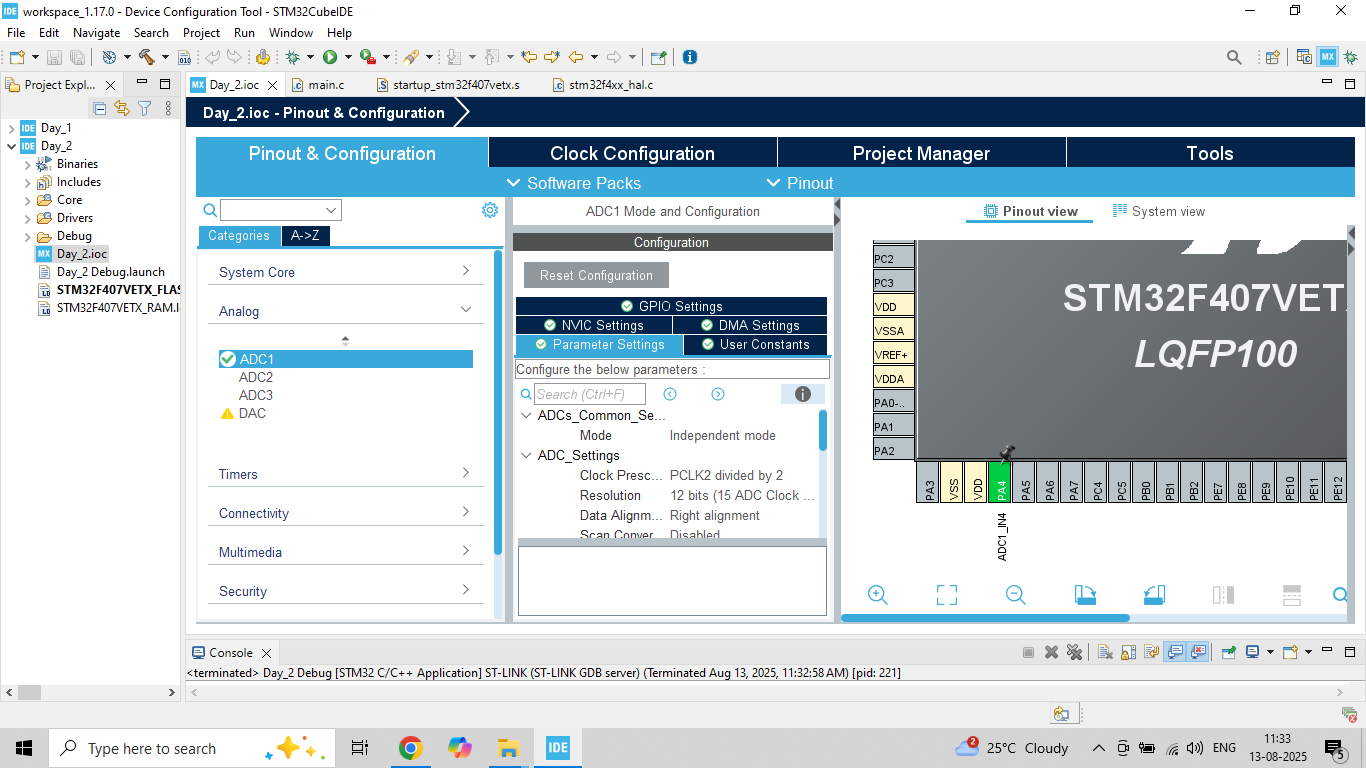 workspace_1.17.0 - Device Configuration Tool - STM32CubeIDE
File Edit Navigate Search Project Run Window Help
Project Expl...
Day_2.ioc
main.c
startup_stm32f407vetx.s
stm32f4xx_hal.c
Day_1
Day_2
Binaries
Includes
Core
Drivers
Debug
Day_2.ioc
Day_2 Debug.launch
STM32F407VETX_FLAS
STM32F407VETX_RAM.l
Day_2.ioc - Pinout & Configuration
Pinout & Configuration
Clock Configuration
Project Manager
Tools
Software Packs
Pinout
Categories
A->Z
System Core
Analog
ADC1
ADC2
ADC3
DAC
Timers
Connectivity
Multimedia
Security
ADC1 Mode and Configuration
Configuration
Reset Configuration
GPIO Settings
NVIC Settings
DMA Settings
Parameter Settings
User Constants
Configure the below parameters :
Search (Ctrl+F)
ADCs_Common_Se...
Mode Independent mode
ADC_Settings
Clock Presc... PCLK2 divided by 2
Resolution 12 bits (15 ADC Clock ...
Data Alignm... Right alignment
Scan Conver Disabled
Pinout view
System view
PC2
PC3
VDD
VSSA
VREF+
VDDA
PA0-..
PA1
PA2
STM32F407VET
LQFP100
PA3
VSS
VDD
PA4
PA5
PA6
PA7
PC4
PC5
PB0
PB1
PB2
PE7
PE8
PE9
PE10
PE11
PE12
ADC1_IN4
Console
<terminated> Day_2 Debug [STM32 C/C++ Application] ST-LINK (ST-LINK GDB server) (Terminated Aug 13, 2025, 11:32:58 AM) [pid: 221]
Type here to search
2
25°C Cloudy
ENG
11:33
13-08-2025
5